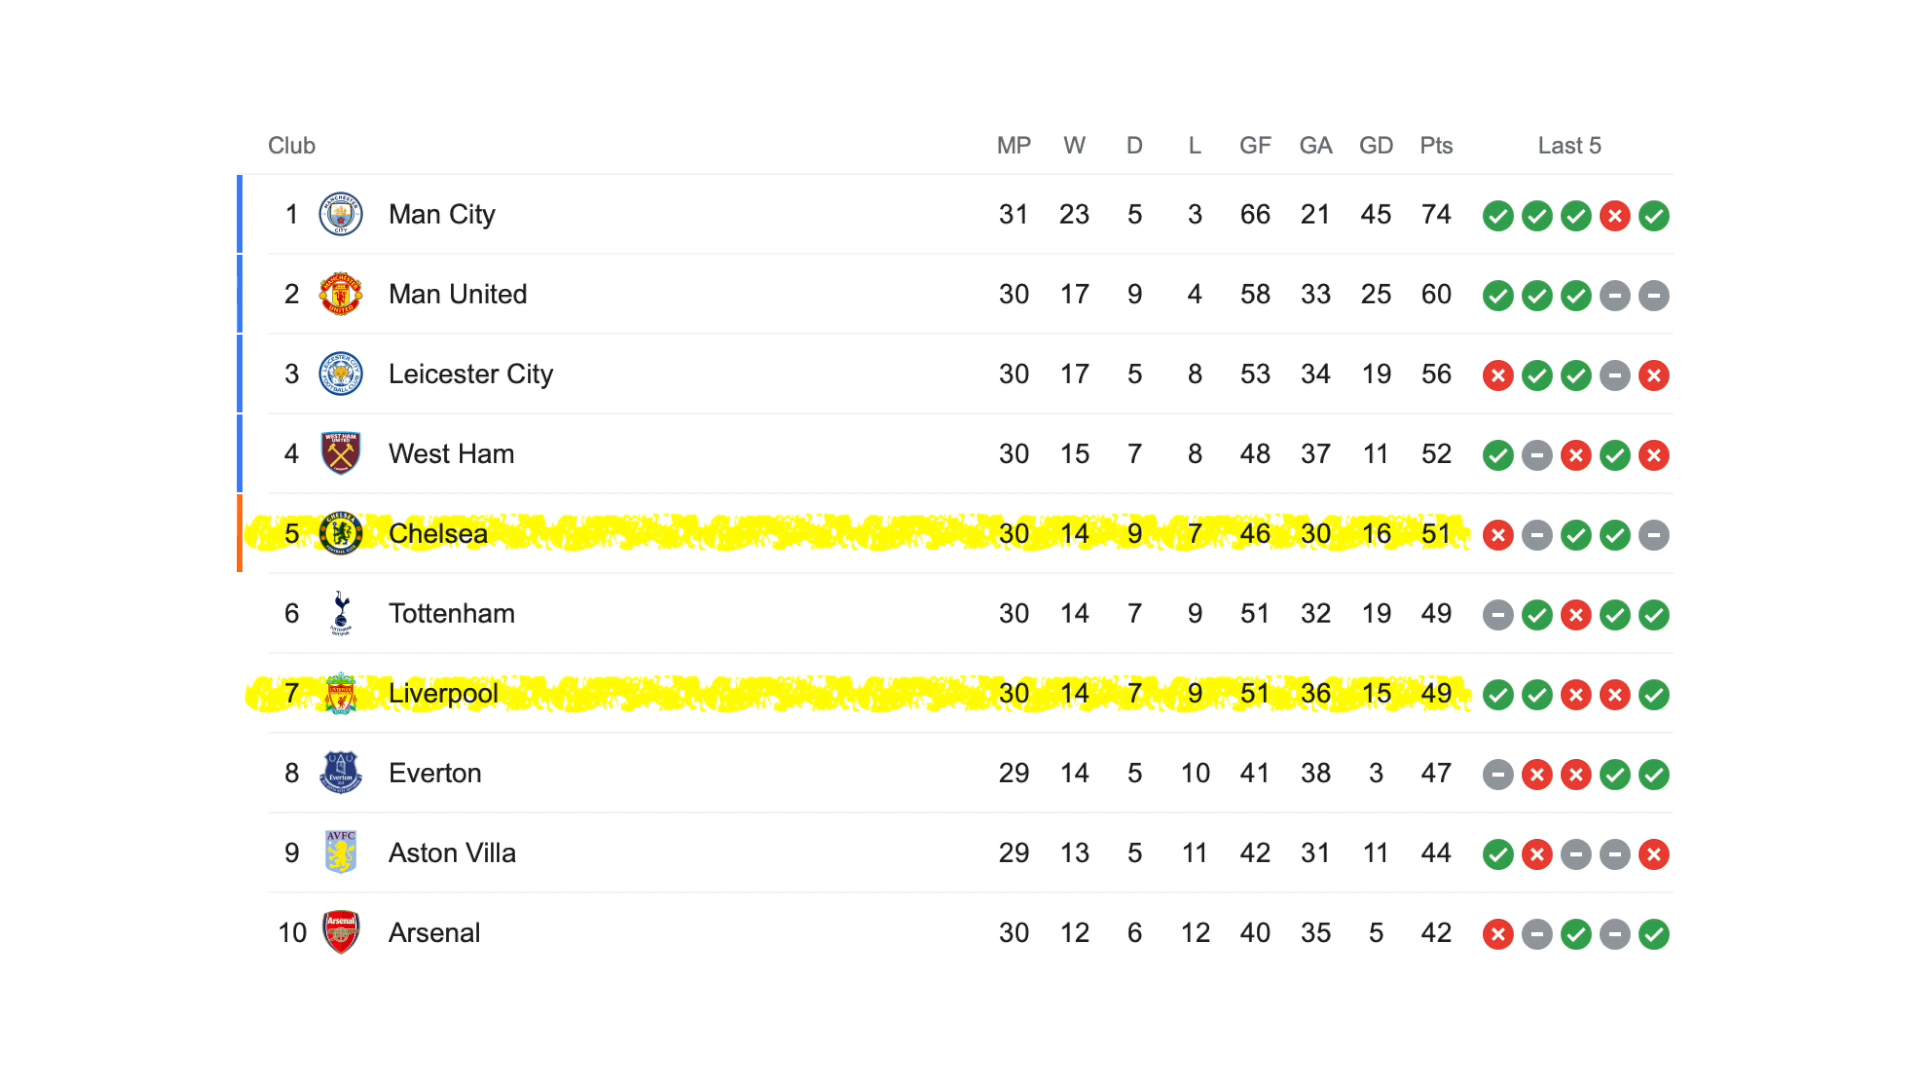 Club MP W D L GF GA GD Pts Last 5
1 Man City 31 23 5 3 66 21 45 74
2 Man United 30 17 9 4 58 33 25 60
3 Leicester City 30 17 5 8 53 34 19 56
4 West Ham 30 15 7 8 48 37 11 52
5 Chelsea 30 14 9 7 46 30 16 51
6 Tottenham 30 14 7 9 51 32 19 49
7 Liverpool 30 14 7 9 51 36 15 49
8 Everton 29 14 5 10 41 38 3 47
9 Aston Villa 29 13 5 11 42 31 11 44
10 Arsenal 30 12 6 12 40 35 5 42